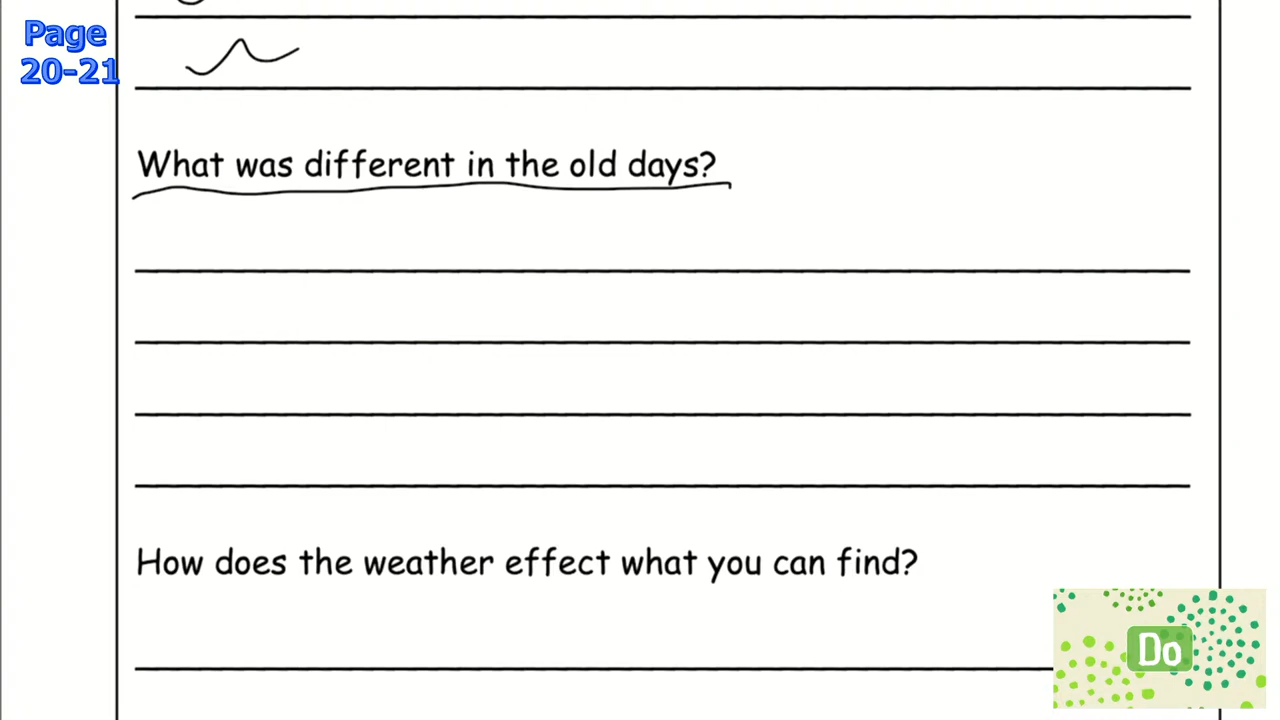 Page
20-21
What was different in the old days?
How does the weather effect what you can find?
Do